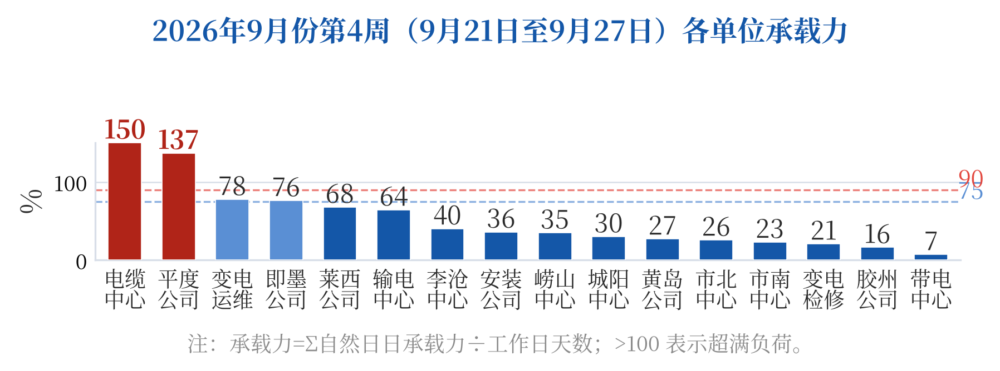 2026年9月份第4周（9月21日至9月27日）各单位承载力
150
137
78
76
68
64
40
36
35
30
27
26
23
21
16
7
%
100
0
90
75
电缆中心
平度公司
变电运维
即墨公司
莱西公司
输电中心
李沧中心
安装公司
崂山中心
城阳中心
黄岛公司
市北中心
市南中心
变电检修
胶州公司
带电中心
注：承载力=Σ自然日日承载力÷工作日天数；>100 表示超满负荷。